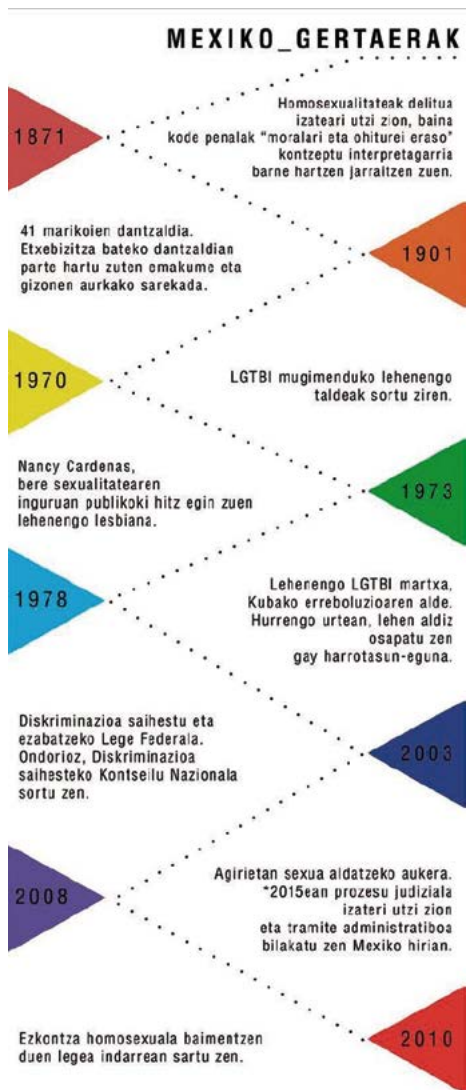 MEXIKO_GERTAERAK
1871
Homosexualitateak delitua
izateari utzi zion, baina
kode penalak "moralari eta ohiturei eraso"
kontzeptu interpretagarria
barne hartzen jarraltzen zuen.
41 marikoien dantzaldia.
Etxebizitza bateko dantzaldian
parte hartu zuten emakume eta
gizonen aurkako sarekada.
1901
1970
LGTBI mugimenduko lehenengo
taldeak sortu ziren.
Nancy Cardenas,
bere sexualitatearen
inguruan publikoki hitz egin zuen
lehenengo lesbiana.
1973
1978
Lehenengo LGTBI martxa,
Kubako erreboluzioaren alde.
Hurrengo urtean, lehen aldiz
osapatu zen
gay harrotasun-eguna.
Diskriminazioa saihestu eta
ezabatzeko Lege Federala.
Ondorioz, Diskriminazioa
saihesteko Kontseilu Nazionala
sortu zen.
2003
2008
Agirietan sexua aldatzeko aukera.
*2015ean prozesu judiziala
izateri utzi zion
eta tramite administratiboa
bilakatu zen Mexiko hirian.
Ezkontza homosexuala baimentzen
duen legea indarrean sartu zen.
2010